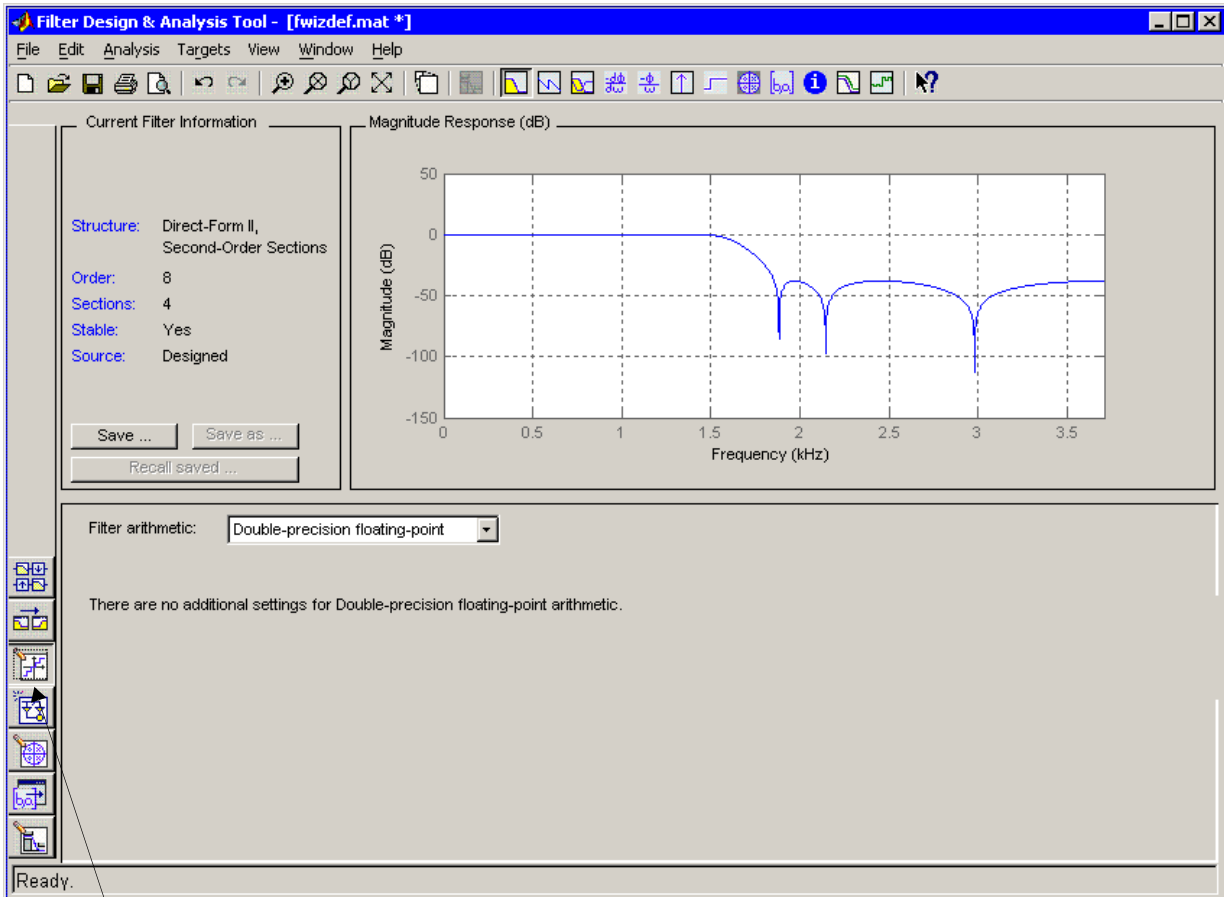 Filter Design & Analysis Tool - [fwizdef.mat *]
File Edit Analysis Targets View Window Help
Current Filter Information
Structure: Direct-Form II,
Second-Order Sections
Order: 8
Sections: 4
Stable: Yes
Source: Designed
Save ... Save as ...
Recall saved ...
Magnitude Response (dB)
Magnitude (dB)
50
0
-50
-100
-150
0 0.5 1 1.5 2 2.5 3 3.5
Frequency (kHz)
Filter arithmetic: Double-precision floating-point
There are no additional settings for Double-precision floating-point arithmetic.
Ready.